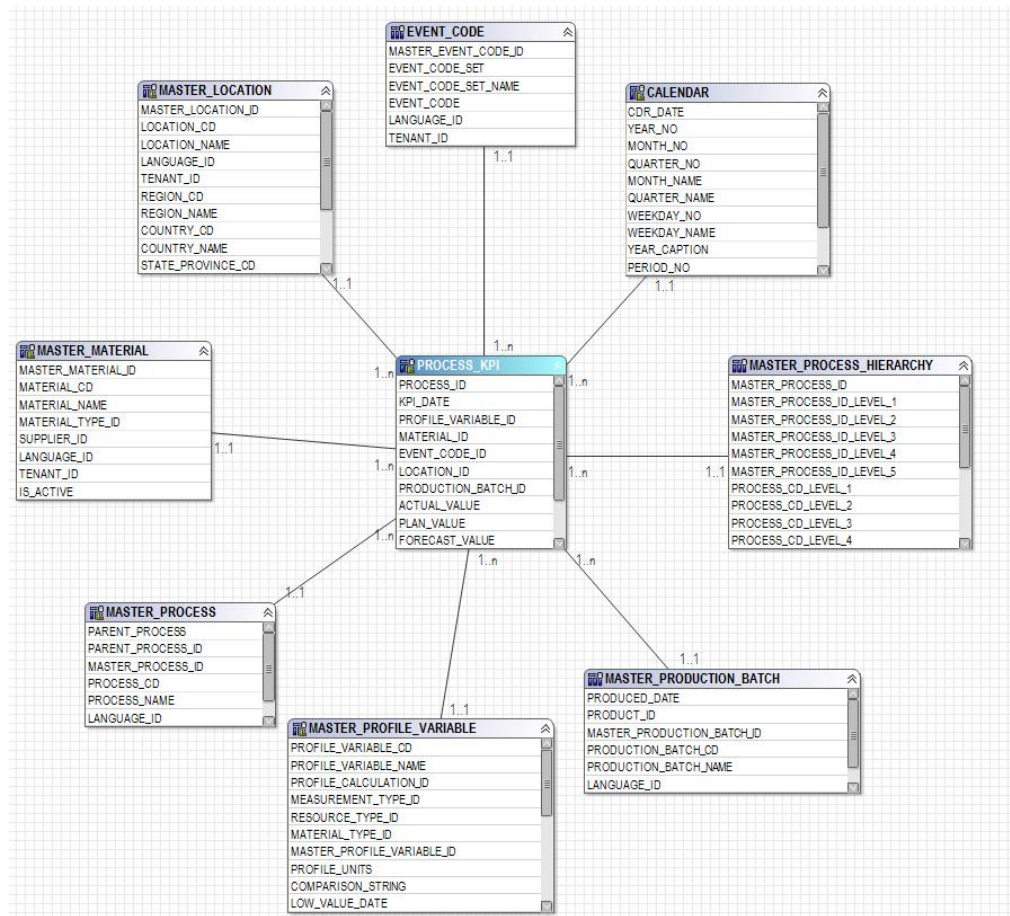 EVENT_CODE
MASTER_EVENT_CODE_ID
EVENT_CODE_SET
EVENT_CODE_SET_NAME
EVENT_CODE
LANGUAGE_ID
TENANT_ID
1..1
MASTER_LOCATION
MASTER_LOCATION_ID
LOCATION_CD
LOCATION_NAME
LANGUAGE_ID
TENANT_ID
REGION_CD
REGION_NAME
COUNTRY_CD
COUNTRY_NAME
STATE_PROVINCE_CD
1..1
CALENDAR
CDR_DATE
YEAR_NO
MONTH_NO
QUARTER_NO
MONTH_NAME
QUARTER_NAME
WEEKDAY_NO
WEEKDAY_NAME
YEAR_CAPTION
PERIOD_NO
1..1
MASTER_MATERIAL
MASTER_MATERIAL_ID
MATERIAL_CD
MATERIAL_NAME
MATERIAL_TYPE_ID
SUPPLIER_ID
LANGUAGE_ID
TENANT_ID
IS_ACTIVE
1..1
1..n
1..n
1..n
PROCESS_KPI
PROCESS_ID
KPI_DATE
PROFILE_VARIABLE_ID
MATERIAL_ID
EVENT_CODE_ID
LOCATION_ID
PRODUCTION_BATCH_ID
ACTUAL_VALUE
PLAN_VALUE
FORECAST_VALUE
1..n
1..n
1..n
1..n
1..n
MASTER_PROCESS_HIERARCHY
MASTER_PROCESS_ID
MASTER_PROCESS_ID_LEVEL_1
MASTER_PROCESS_ID_LEVEL_2
MASTER_PROCESS_ID_LEVEL_3
MASTER_PROCESS_ID_LEVEL_4
MASTER_PROCESS_ID_LEVEL_5
PROCESS_CD_LEVEL_1
PROCESS_CD_LEVEL_2
PROCESS_CD_LEVEL_3
PROCESS_CD_LEVEL_4
1..1
1..1
MASTER_PROCESS
PARENT_PROCESS
PARENT_PROCESS_ID
MASTER_PROCESS_ID
PROCESS_CD
PROCESS_NAME
LANGUAGE_ID
1..1
MASTER_PROFILE_VARIABLE
PROFILE_VARIABLE_CD
PROFILE_VARIABLE_NAME
PROFILE_CALCULATION_ID
MEASUREMENT_TYPE_ID
RESOURCE_TYPE_ID
MATERIAL_TYPE_ID
MASTER_PROFILE_VARIABLE_ID
PROFILE_UNITS
COMPARISON_STRING
LOW_VALUE_DATE
1..1
MASTER_PRODUCTION_BATCH
PRODUCED_DATE
PRODUCT_ID
MASTER_PRODUCTION_BATCH_ID
PRODUCTION_BATCH_CD
PRODUCTION_BATCH_NAME
LANGUAGE_ID